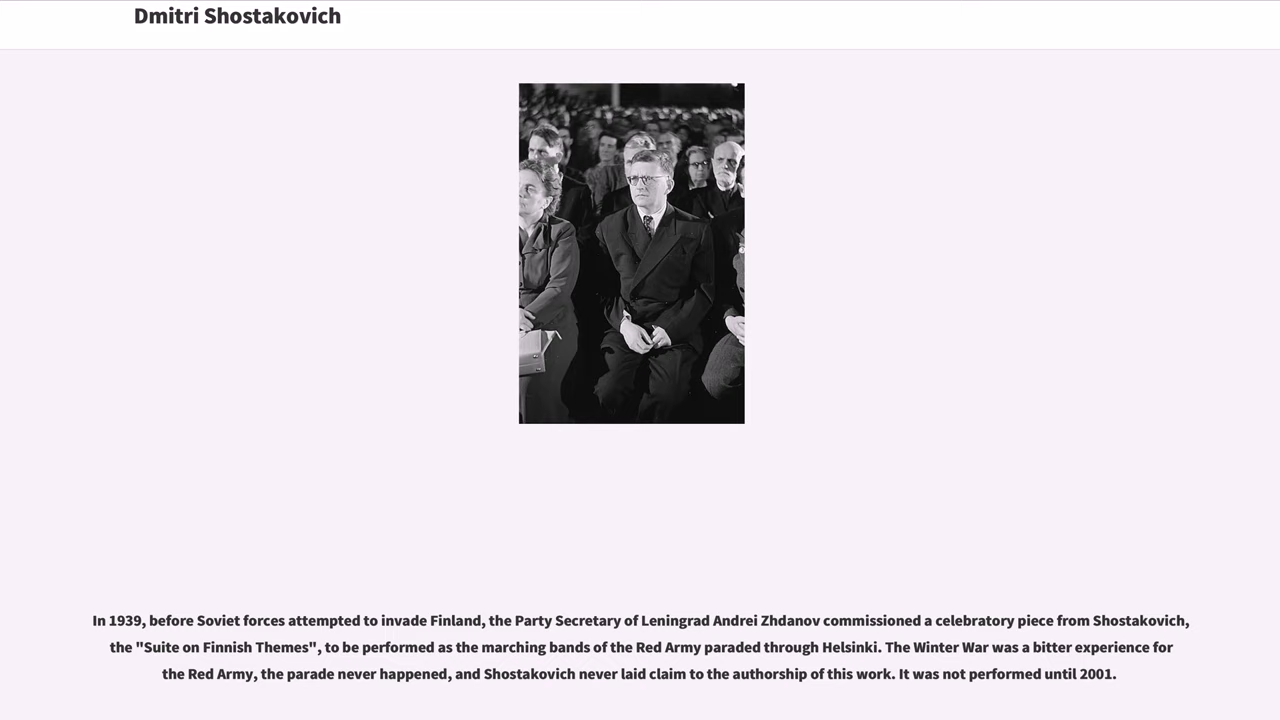 Dmitri Shostakovich
In 1939, before Soviet forces attempted to invade Finland, the Party Secretary of Leningrad Andrei Zhdanov commissioned a celebratory piece from Shostakovich,
the "Suite on Finnish Themes", to be performed as the marching bands of the Red Army paraded through Helsinki. The Winter War was a bitter experience for
the Red Army, the parade never happened, and Shostakovich never laid claim to the authorship of this work. It was not performed until 2001.